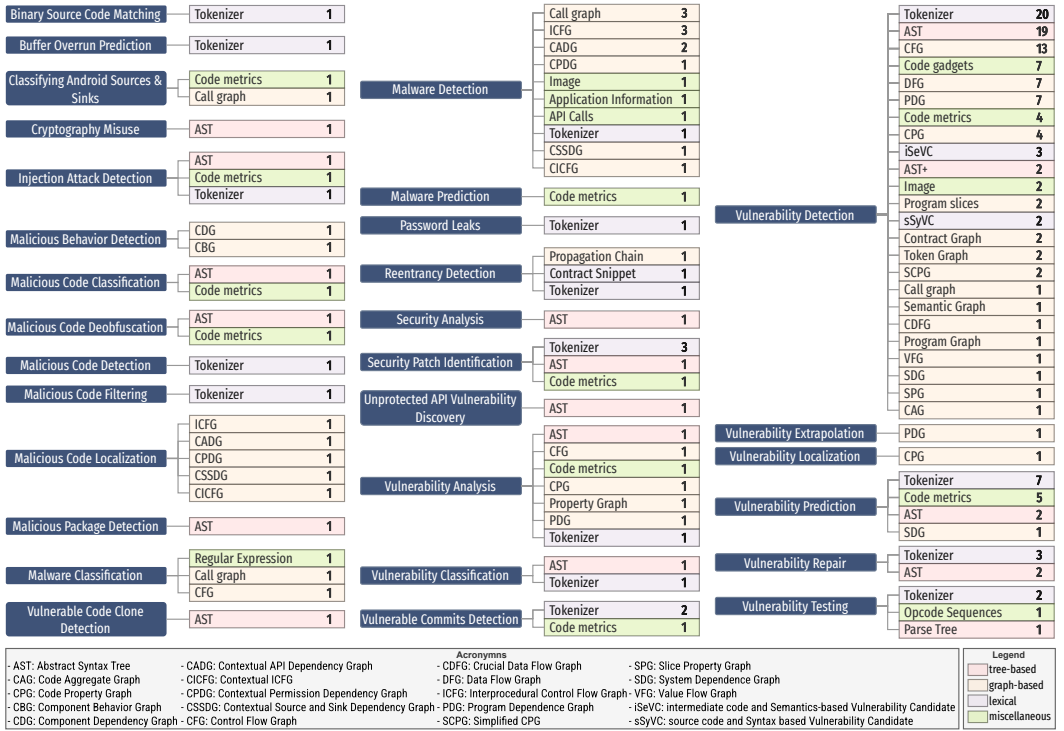 Binary Source Code Matching
Tokenizer 1
Buffer Overrun Prediction
Tokenizer 1
Classifying Android Sources &
Sinks
Code metrics 1
Call graph 1
Cryptography Misuse
AST 1
Injection Attack Detection
AST 1
Code metrics 1
Tokenizer 1
Malicious Behavior Detection
CDG 1
CBG 1
Malicious Code Classification
AST 1
Code metrics 1
Malicious Code Deobfuscation
AST 1
Code metrics 1
Malicious Code Detection
Tokenizer 1
Malicious Code Filtering
Tokenizer 1
Malicious Code Localization
ICFG 1
CADG 1
CPDG 1
CSSDG 1
CICFG 1
Malicious Package Detection
AST 1
Malware Classification
Regular Expression 1
Call graph 1
CFG 1
Vulnerable Code Clone
Detection
AST 1
Malware Detection
Call graph 3
ICFG 3
CADG 2
CPDG 1
Image 1
Application Information 1
API Calls 1
Tokenizer 1
CSSDG 1
CICFG 1
Malware Prediction
Code metrics 1
Password Leaks
Tokenizer 1
Reentrancy Detection
Propagation Chain 1
Contract Snippet 1
Tokenizer 1
Security Analysis
AST 1
Security Patch Identification
Tokenizer 3
AST 1
Code metrics 1
Unprotected API Vulnerability
Discovery
AST 1
Vulnerability Analysis
AST 1
CFG 1
Code metrics 1
CPG 1
Property Graph 1
PDG 1
Tokenizer 1
Vulnerability Classification
AST 1
Tokenizer 1
Vulnerable Commits Detection
Tokenizer 2
Code metrics 1
Vulnerability Detection
Tokenizer 20
AST 19
CFG 13
Code gadgets 7
DFG 7
PDG 7
Code metrics 4
CPG 4
iSeVC 3
AST+ 2
Image 2
Program slices 2
sSyVC 2
Contract Graph 2
Token Graph 2
SCPG 2
Call graph 1
Semantic Graph 1
CDFG 1
Program Graph 1
VFG 1
SDG 1
SPG 1
CAG 1
Vulnerability Extrapolation
PDG 1
Vulnerability Localization
CPG 1
Vulnerability Prediction
Tokenizer 7
Code metrics 5
AST 2
SDG 1
Vulnerability Repair
Tokenizer 3
AST 2
Vulnerability Testing
Tokenizer 2
Opcode Sequences 1
Parse Tree 1
Acronymns
- AST: Abstract Syntax Tree
- CAG: Code Aggregate Graph
- CPG: Code Property Graph
- CBG: Component Behavior Graph
- CDG: Component Dependency Graph
- CADG: Contextual API Dependency Graph
- CICFG: Contextual ICFG
- CPDG: Contextual Permission Dependency Graph
- CSSDG: Contextual Source and Sink Dependency Graph
- CFG: Control Flow Graph
- CDFG: Crucial Data Flow Graph
- DFG: Data Flow Graph
- ICFG: Interprocedural Control Flow Graph
- PDG: Program Dependence Graph
- SCPG: Simplified CPG
- SPG: Slice Property Graph
- SDG: System Dependence Graph
- VFG: Value Flow Graph
- iSeVC: intermediate code and Semantics-based Vulnerability Candidate
- sSyVC: source code and Syntax based Vulnerability Candidate
Legend
tree-based
graph-based
lexical
miscellaneous